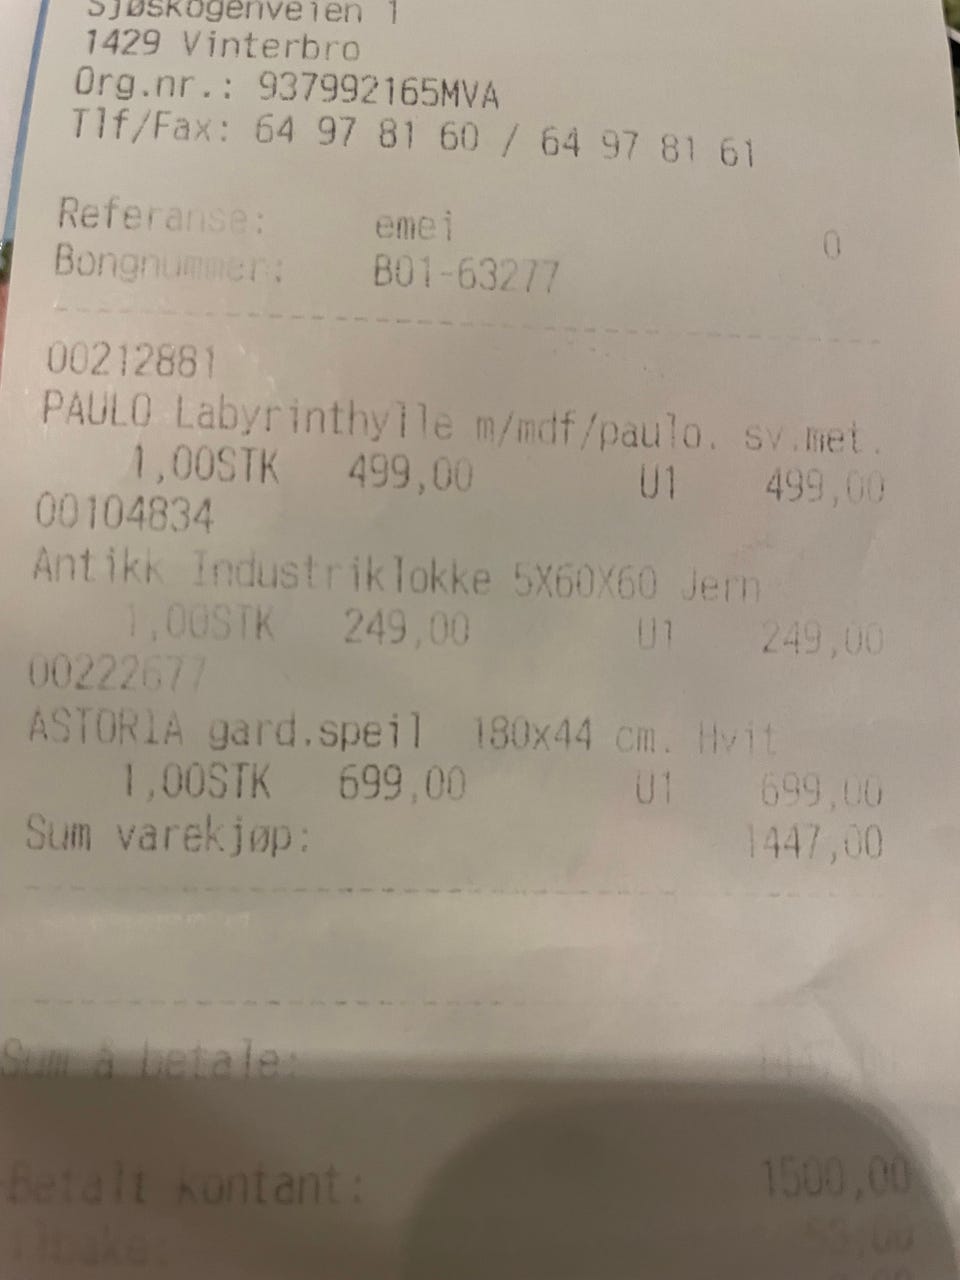 Sjøskogenveien 1
1429 Vinterbro
Org.nr.: 937992165MVA
Tlf/Fax: 64 97 81 60 / 64 97 81 61
Referanse: emei 0
Bongnummer: B01-63277
00212881
PAULO Labyrinthylle m/mdf/paulo. sv.met.
1,00STK 499,00 U1 499,00
00104834
Antikk Industriklokke 5X60X60 Jern
1,00STK 249,00 U1 249,00
00222677
ASTORIA gard.speil 180x44 cm. Hvit
1,00STK 699,00 U1 699,00
Sum varekjøp: 1447,00
Sum å betale:
Betalt kontant: 1500,00
Tilbake: 53,00